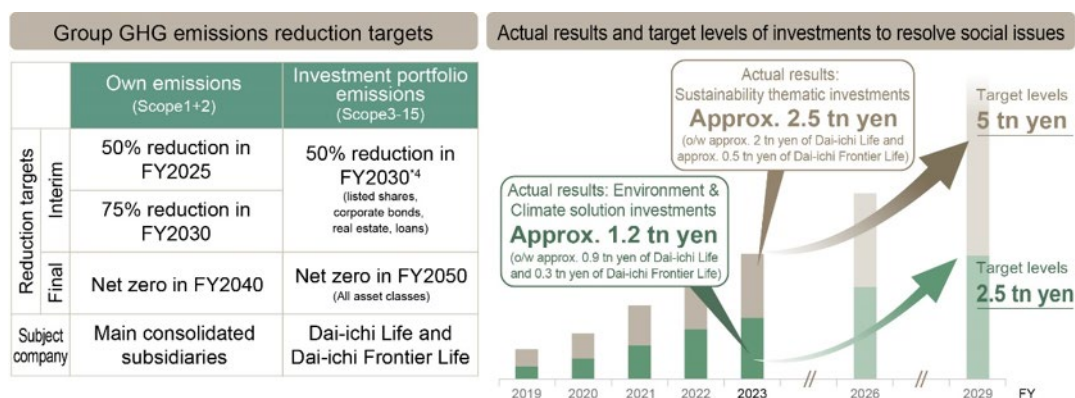 Group GHG emissions reduction targets
Own emissions
(Scope1+2)
Investment portfolio
emissions
(Scope3-15)
Reduction targets
Interim
50% reduction in
FY2025
75% reduction in
FY2030
50% reduction in
FY2030*4
(listed shares,
corporate bonds,
real estate, loans)
Final
Net zero in FY2040
Net zero in FY2050
(All asset classes)
Subject
company
Main consolidated
subsidiaries
Dai-ichi Life and
Dai-ichi Frontier Life
Actual results and target levels of investments to resolve social issues
Actual results:
Sustainability thematic investments
Approx. 2.5 tn yen
(o/w approx. 2 tn yen of Dai-ichi Life and
approx. 0.5 tn yen of Dai-ichi Frontier Life)
Target levels
5 tn yen
Actual results: Environment &
Climate solution investments
Approx. 1.2 tn yen
(o/w approx. 0.9 tn yen of Dai-ichi Life
and 0.3 tn yen of Dai-ichi Frontier Life)
Target levels
2.5 tn yen
2019 2020 2021 2022 2023 // 2026 // 2029 FY